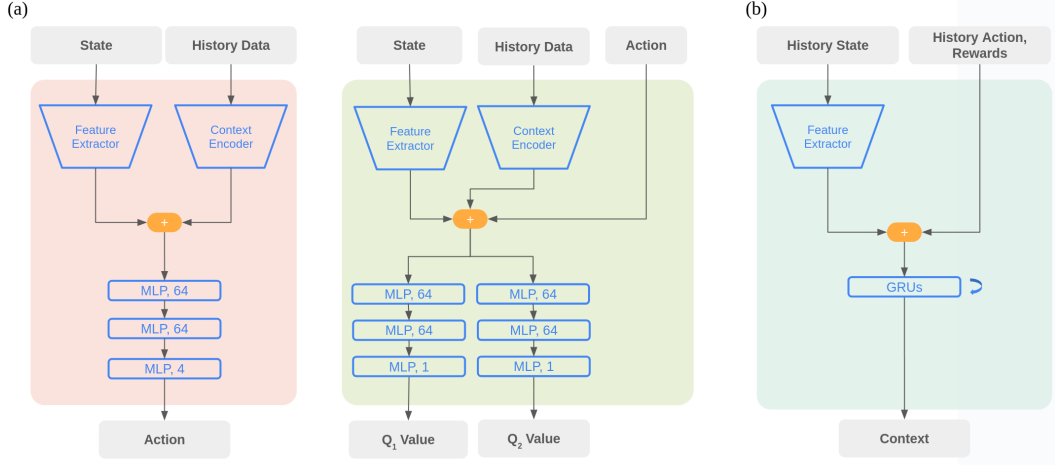 (a)
State
History Data
Feature
Extractor
Context
Encoder
+
MLP, 64
MLP, 64
MLP, 4
Action
State
History Data
Action
Feature
Extractor
Context
Encoder
+
MLP, 64
MLP, 64
MLP, 64
MLP, 64
MLP, 1
MLP, 1
Q1 Value
Q2 Value
(b)
History State
History Action,
Rewards
Feature
Extractor
+
GRUs
Context